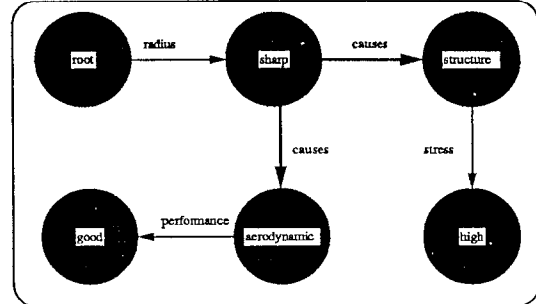 root
radius
sharp
causes
structure
causes
stress
good
performance
aerodynamic
high